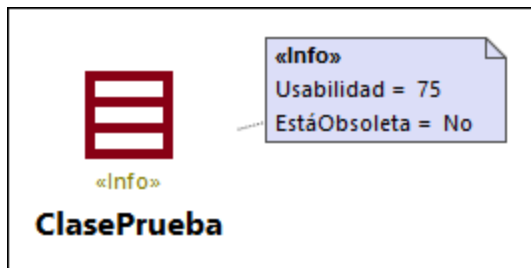 «Info»
Usabilidad = 75
EstáObsoleta = No
«Info»
ClasePrueba